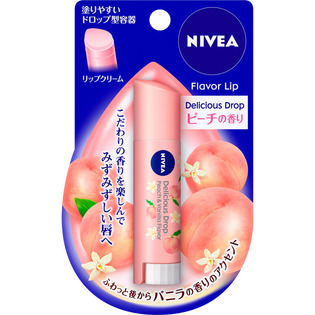 塗りやすい
ドロップ型容器
リップクリーム
NIVEA
Flavor Lip
Delicious Drop
ピーチの香り
こだわりの香りを楽しんで
みずみずしい唇へ
NIVEA
Delicious Drop
Peach & Vanilla Flavor
ふわっと後からバニラの香りのアクセント